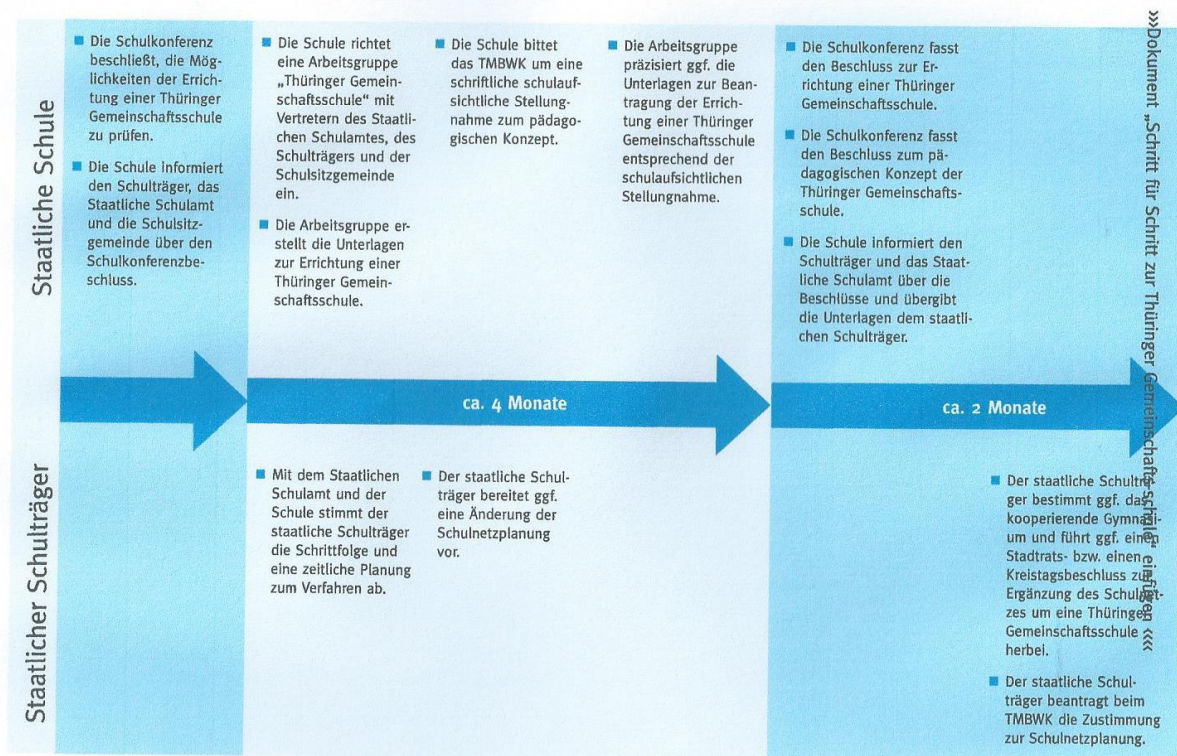 Staatliche Schule
■ Die Schulkonferenz
beschließt, die Mög-
lichkeiten der Errich-
tung einer Thüringer
Gemeinschaftsschule
zu prüfen.
■ Die Schule informiert
den Schulträger, das
Staatliche Schulamt
und die Schulsitz-
gemeinde über den
Schulkonferenzbe-
schluss.
■ Die Schule richtet
eine Arbeitsgruppe
„Thüringer Gemein-
schaftsschule“ mit
Vertretern des Staatli-
chen Schulamtes, des
Schulträgers und der
Schulsitzgemeinde
ein.
■ Die Arbeitsgruppe er-
stellt die Unterlagen
zur Errichtung einer
Thüringer Gemein-
schaftsschule.
■ Die Schule bittet
das TMBWK um eine
schriftliche schulauf-
sichtliche Stellung-
nahme zum pädago-
gischen Konzept.
■ Die Arbeitsgruppe
präzisiert ggf. die
Unterlagen zur Bean-
tragung der Errich-
tung einer Thüringer
Gemeinschaftsschule
entsprechend der
schulaufsichtlichen
Stellungnahme.
■ Die Schulkonferenz fasst
den Beschluss zur Er-
richtung einer Thüringer
Gemeinschaftsschule.
■ Die Schulkonferenz fasst
den Beschluss zum pä-
dagogischen Konzept der
Thüringer Gemeinschafts-
schule.
■ Die Schule informiert den
Schulträger und das Staat-
liche Schulamt über die
Beschlüsse und übergibt
die Unterlagen dem staatli-
chen Schulträger.
ca. 4 Monate
ca. 2 Monate
Staatlicher Schulträger
■ Mit dem Staatlichen
Schulamt und der
Schule stimmt der
staatliche Schulträger
die Schrittfolge und
eine zeitliche Planung
zum Verfahren ab.
■ Der staatliche Schul-
träger bereitet ggf.
eine Änderung der
Schulnetzplanung
vor.
■ Der staatliche Schulträ-
ger bestimmt ggf. das
kooperierende Gymnasi-
um und führt ggf. einen
Stadtrats- bzw. einen
Kreistagsbeschluss zur
Ergänzung des Schulnet-
zes um eine Thüringer
Gemeinschaftsschule
herbei.
■ Der staatliche Schul-
träger beantragt beim
TMBWK die Zustimmung
zur Schulnetzplanung.
»»Dokument „Schritt für Schritt zur Thüringer Gemeinschafts-schule“ einfügen ««